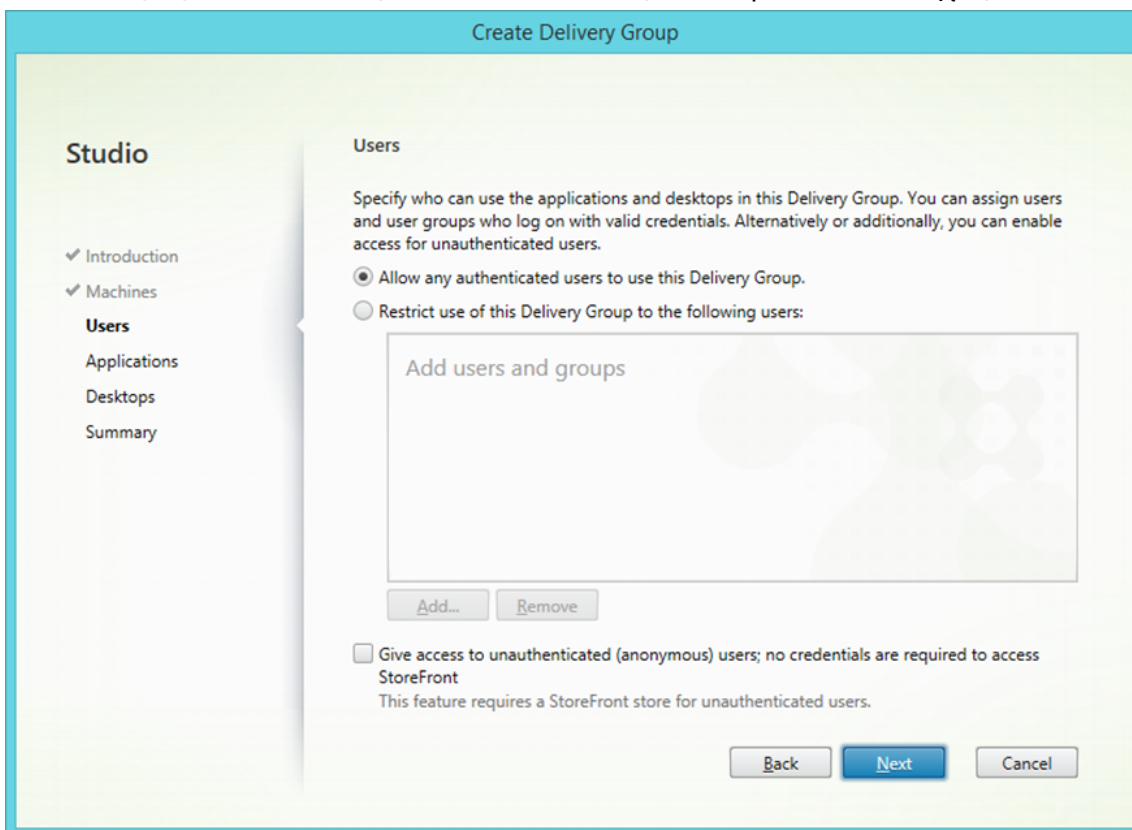 Create Delivery Group
Studio
Introduction
Machines
Users
Applications
Desktops
Summary
Users
Specify who can use the applications and desktops in this Delivery Group. You can assign users
and user groups who log on with valid credentials. Alternatively or additionally, you can enable
access for unauthenticated users.
Allow any authenticated users to use this Delivery Group.
Restrict use of this Delivery Group to the following users:
Add users and groups
Add...
Remove
Give access to unauthenticated (anonymous) users; no credentials are required to access
StoreFront
This feature requires a StoreFront store for unauthenticated users.
Back
Next
Cancel